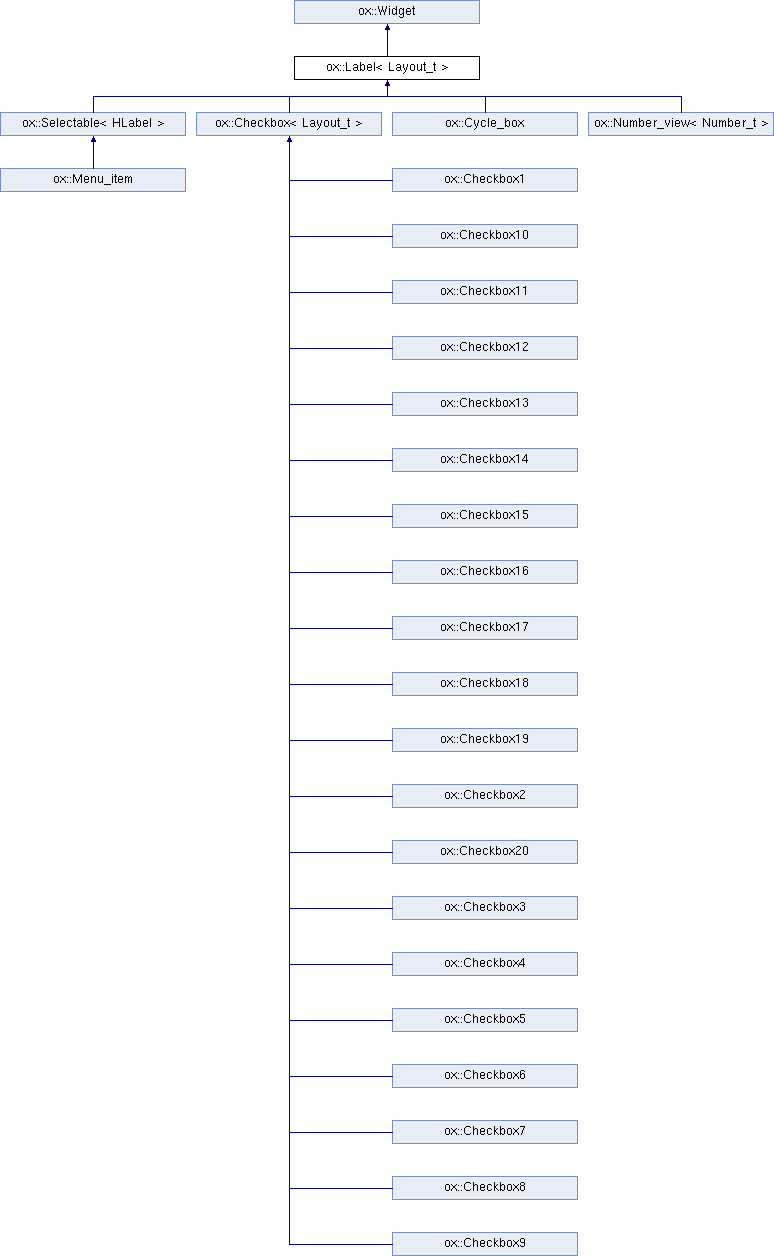 ox::Widget
ox::Label< Layout_t >
ox::Selectable< HLabel >
ox::Checkbox< Layout_t >
ox::Cycle_box
ox::Number_view< Number_t >
ox::Menu_item
ox::Checkbox1
ox::Checkbox10
ox::Checkbox11
ox::Checkbox12
ox::Checkbox13
ox::Checkbox14
ox::Checkbox15
ox::Checkbox16
ox::Checkbox17
ox::Checkbox18
ox::Checkbox19
ox::Checkbox2
ox::Checkbox20
ox::Checkbox3
ox::Checkbox4
ox::Checkbox5
ox::Checkbox6
ox::Checkbox7
ox::Checkbox8
ox::Checkbox9